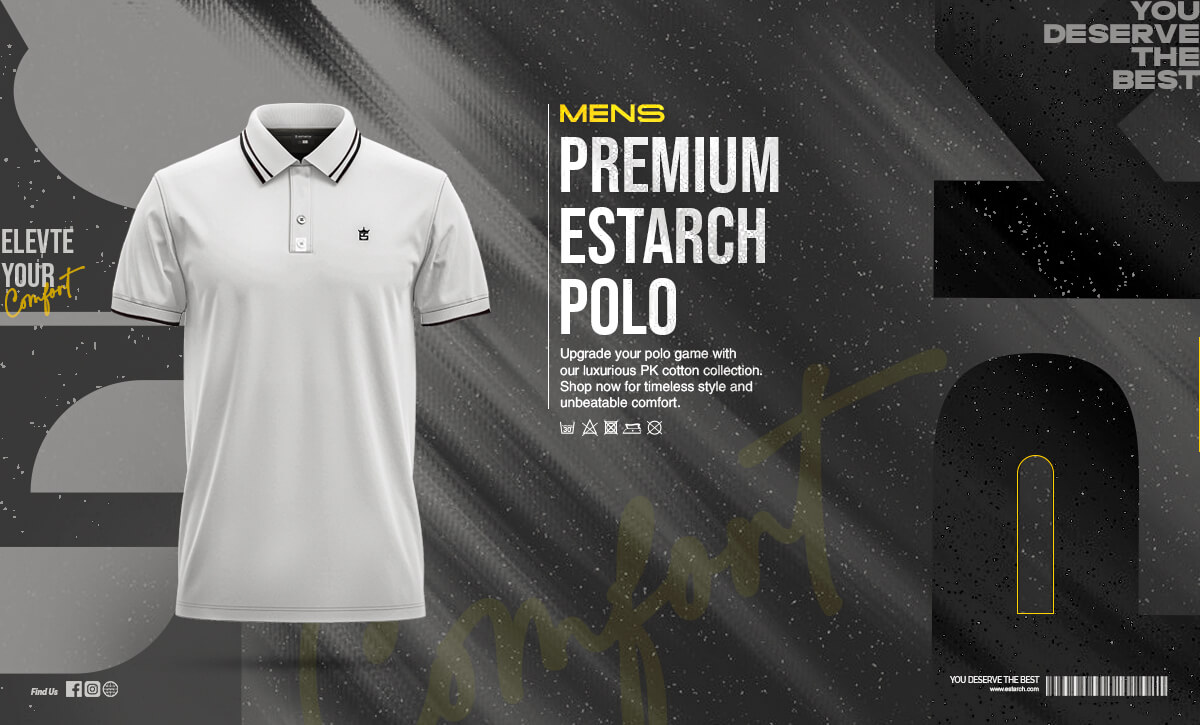 YOU
DESERVE
THE
BEST
MENS
PREMIUM
ESTARCH
POLO
ELEVTE
YOUR
Comfort
Upgrade your polo game with
our luxurious PK cotton collection.
Shop now for timeless style and
unbeatable comfort.
30
Comfort
Find Us
YOU DESERVE THE BEST
www.estarch.com